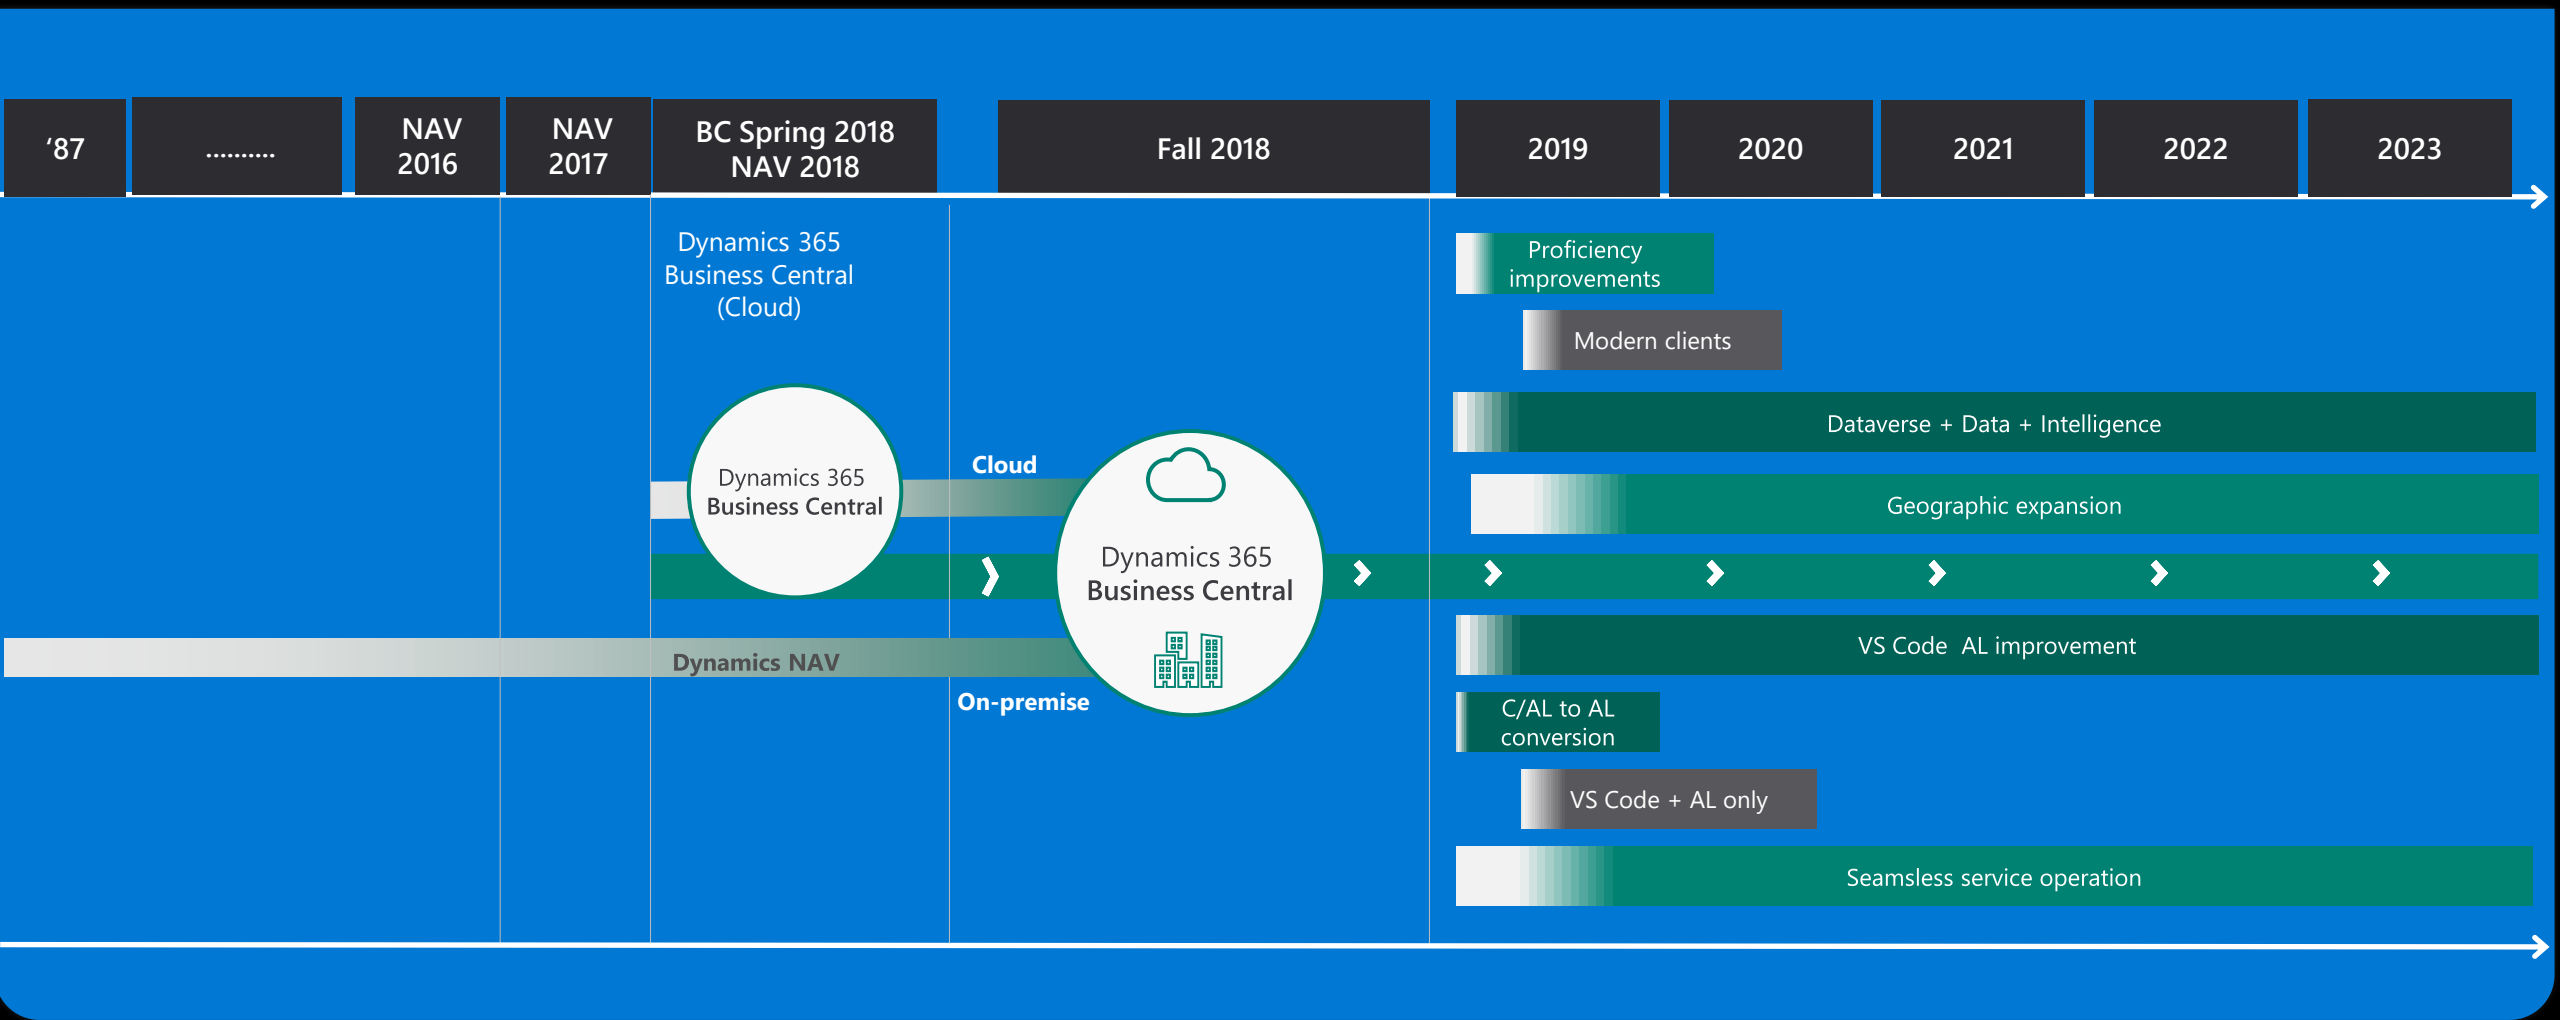 ‘87
..........
NAV
2016
NAV
2017
BC Spring 2018
NAV 2018
Fall 2018
2019
2020
2021
2022
2023
Dynamics 365
Business Central
(Cloud)
Proficiency
improvements
Modern clients
Dataverse + Data + Intelligence
Cloud
Dynamics 365
Business Central
Geographic expansion
Dynamics 365
Business Central
VS Code  AL improvement
Dynamics NAV
On-premise
C/AL to AL
conversion
VS Code + AL only
Seamsless service operation